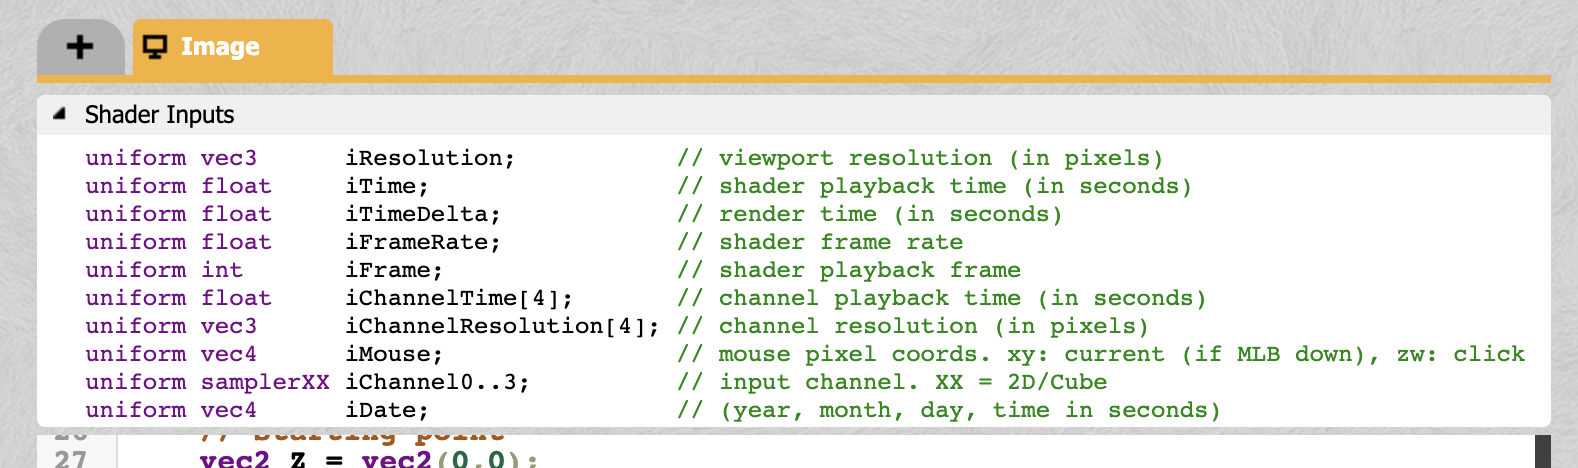 + Image
Shader Inputs
uniform vec3 iResolution; // viewport resolution (in pixels)
uniform float iTime; // shader playback time (in seconds)
uniform float iTimeDelta; // render time (in seconds)
uniform float iFrameRate; // shader frame rate
uniform int iFrame; // shader playback frame
uniform float iChannelTime[4]; // channel playback time (in seconds)
uniform vec3 iChannelResolution[4]; // channel resolution (in pixels)
uniform vec4 iMouse; // mouse pixel coords. xy: current (if MLB down), zw: click
uniform samplerXX iChannel0..3; // input channel. XX = 2D/Cube
uniform vec4 iDate; // (year, month, day, time in seconds)
26 // Starting point
27 vec2 z = vec2(0,0);